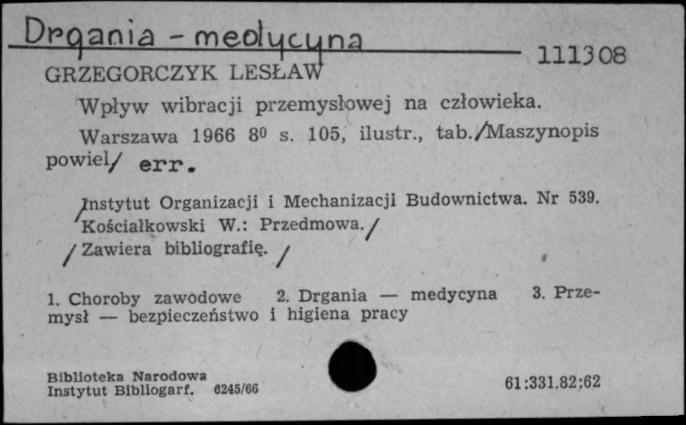 Drgania - medycyna
111308
GRZEGORCZYK LESŁAW
Wpływ wibracji przemysłowej na człowieka.
Warszawa 1966 8⁰ s. 105, ilustr., tab./Maszynopis
powiel/ err.
/Instytut Organizacji i Mechanizacji Budownictwa. Nr 539.
Kościałkowski W.: Przedmowa./
/Zawiera bibliografię./
1. Choroby zawodowe 2. Drgania — medycyna 3. Prze-
mysł — bezpieczeństwo i higiena pracy
Biblioteka Narodowa
Instytut Bibliogarf. 6245/66
61:331.82:62